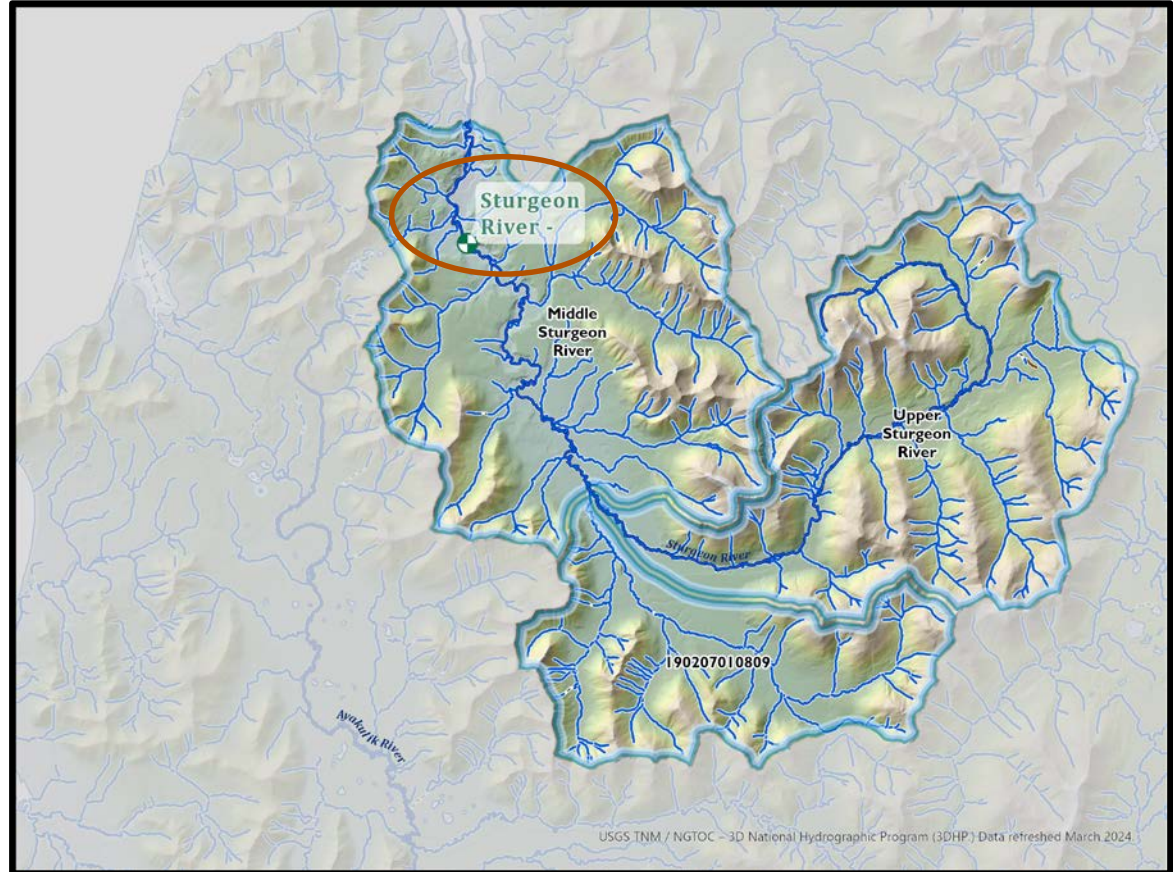 Sturgeon
River -
Middle
Sturgeon
River
Upper
Sturgeon
River
Sturgeon River
190207010809
Ayakulik River
USGS TNM / NGTOC – 3D National Hydrographic Program (3DHP) Data refreshed March 2024.